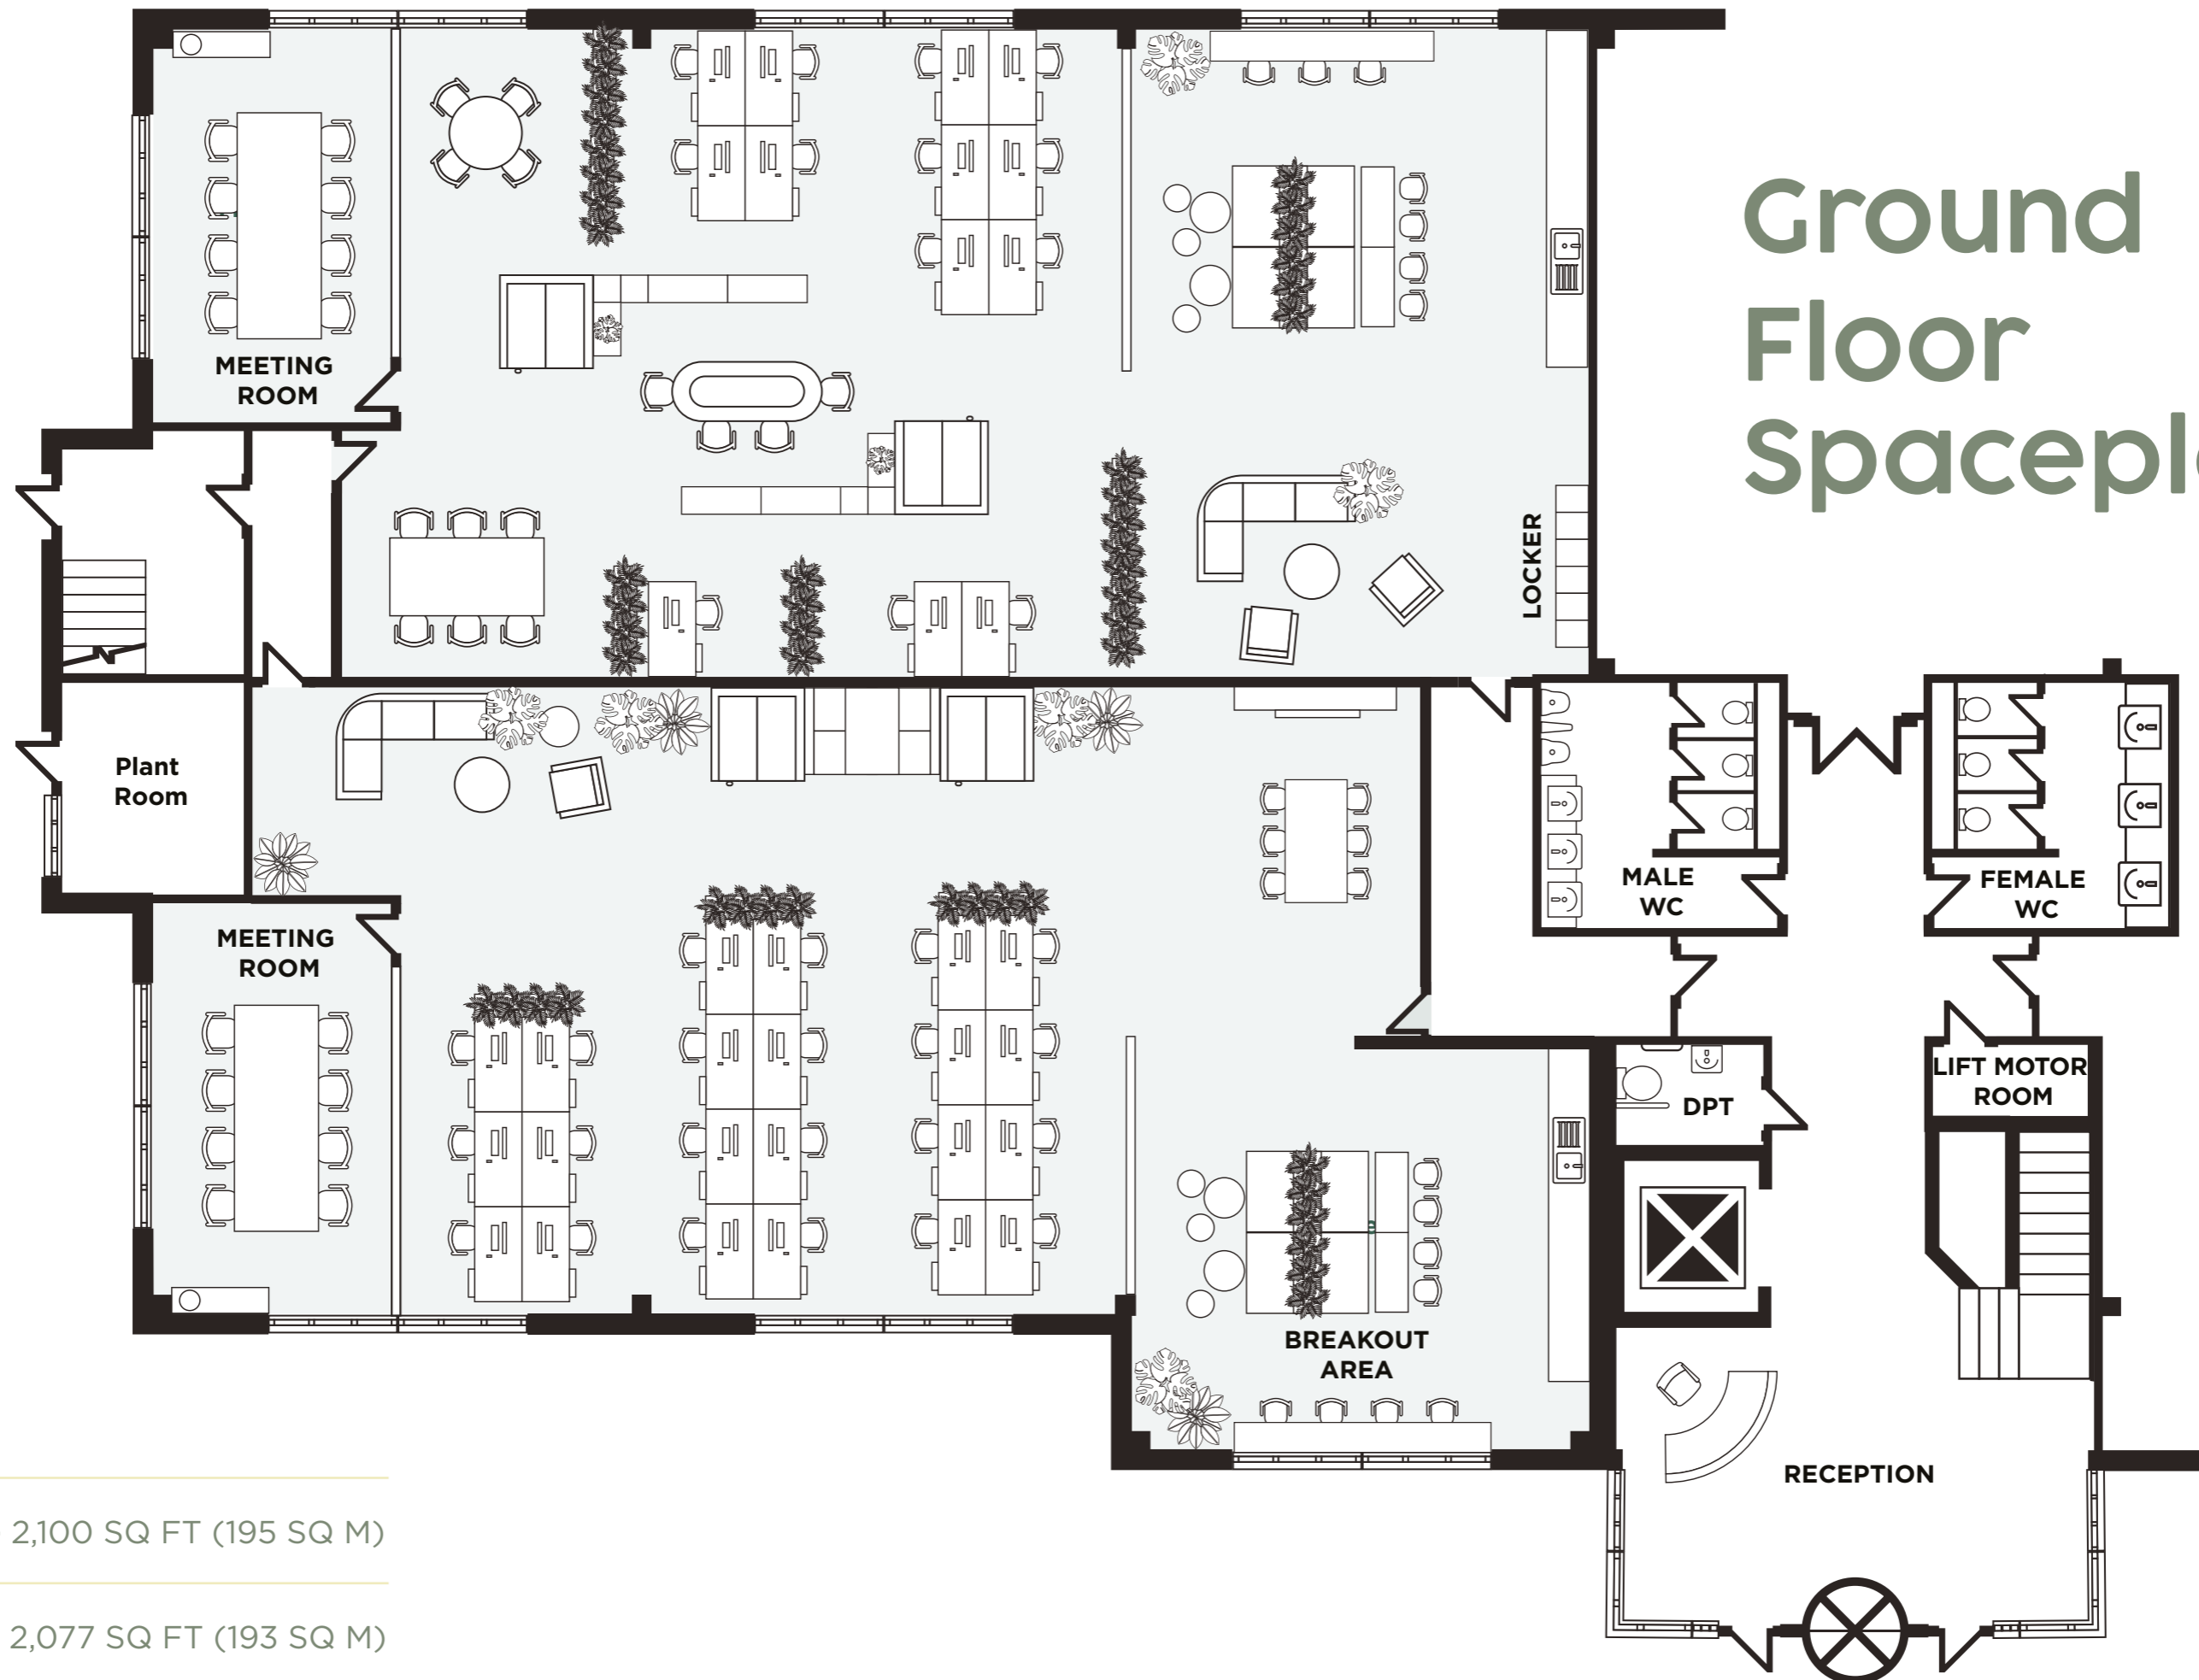 Ground
Floor
Spacepl
MEETING
ROOM
LOCKER
Plant
Room
MEETING
ROOM
MALE
WC
FEMALE
WC
LIFT MOTOR
ROOM
DPT
BREAKOUT
AREA
RECEPTION
2,100 SQ FT (195 SQ M)
2,077 SQ FT (193 SQ M)